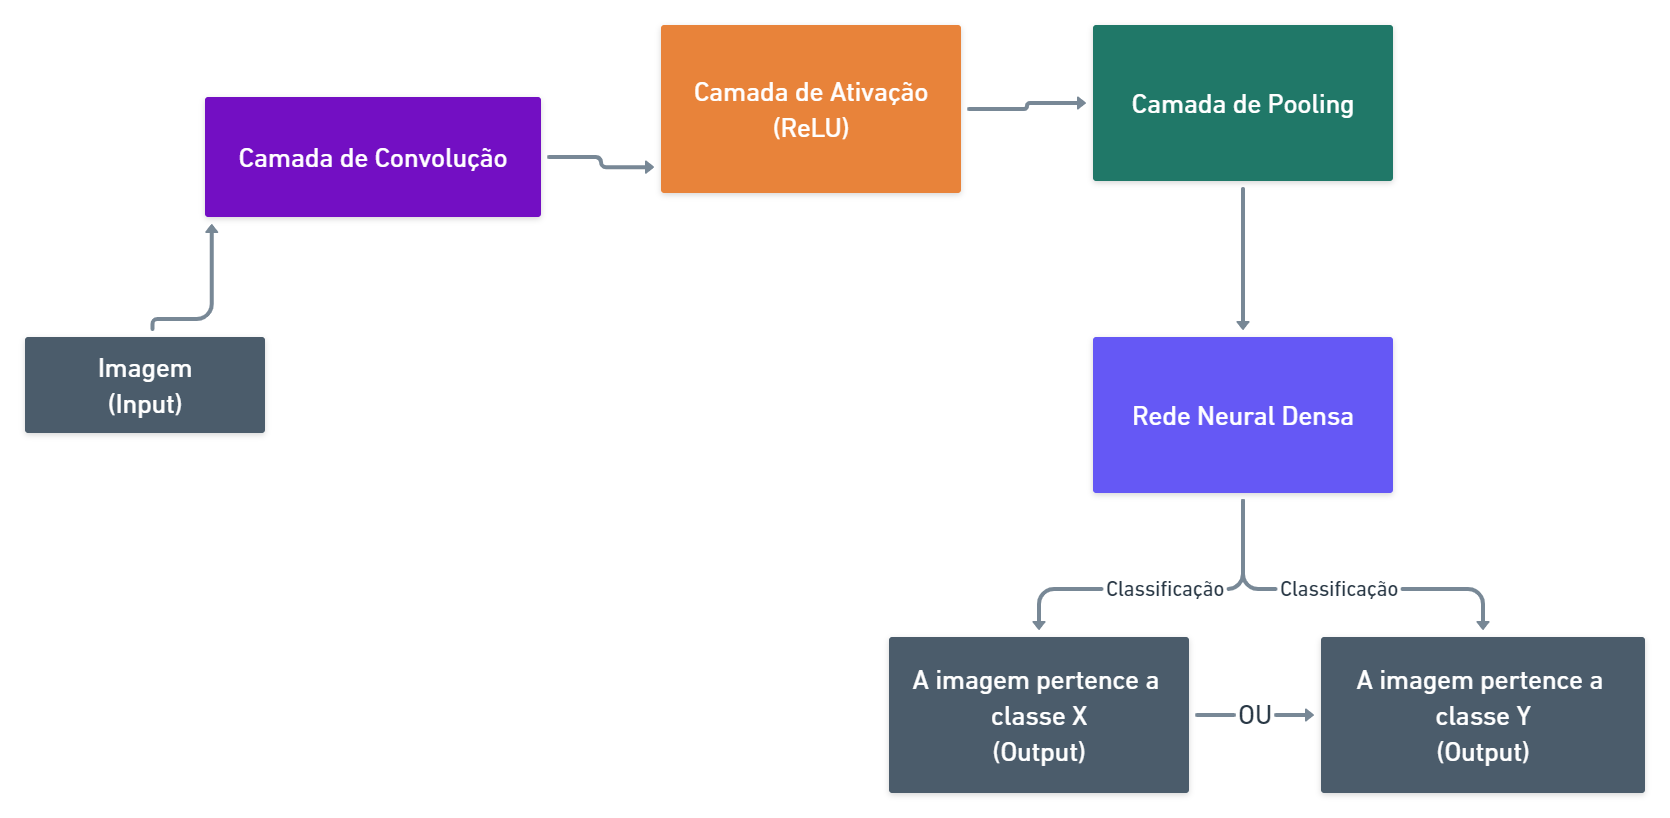 Imagem
(Input)
Camada de Convolução
Camada de Ativação
(ReLU)
Camada de Pooling
Rede Neural Densa
Classificação
Classificação
A imagem pertence a
classe X
(Output)
OU
A imagem pertence a
classe Y
(Output)